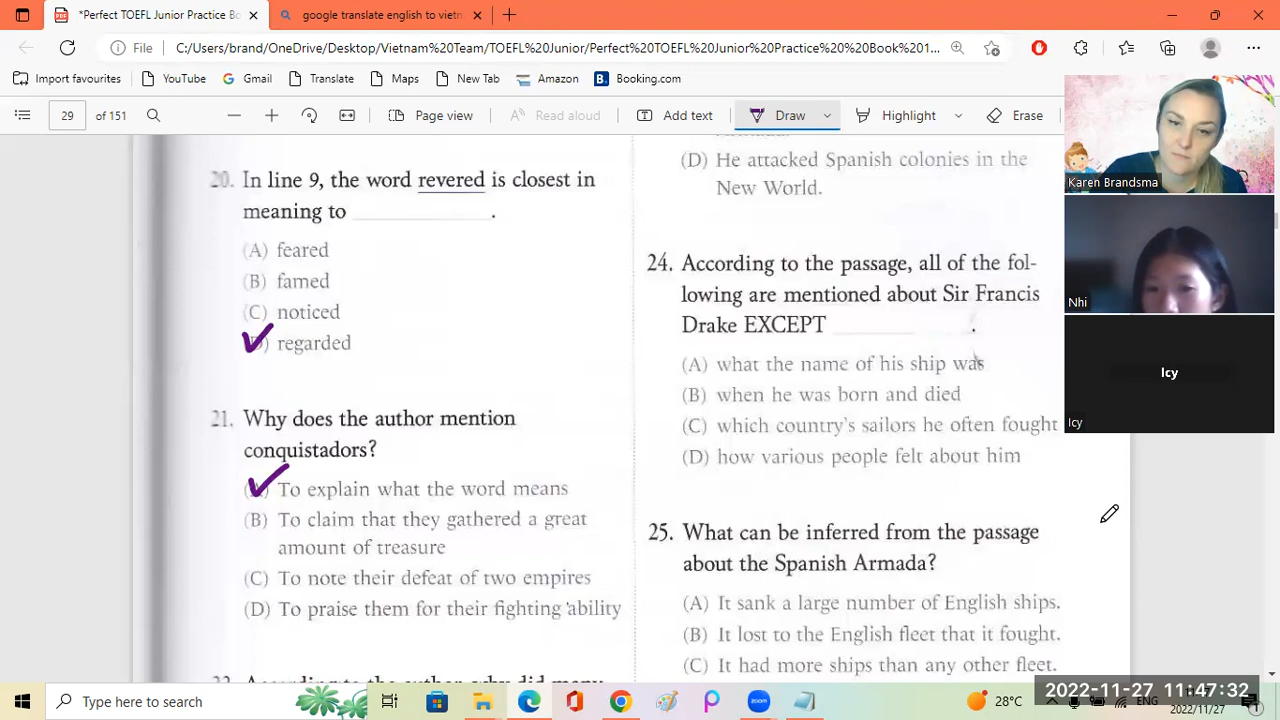 *Perfect TOEFL Junior Practice Bo
google translate english to vietn
File
C:/Users/brand/OneDrive/Desktop/Vietnam%20Team/TOEFL%20Junior/Perfect%20TOEFL%20Junior%20Practice%20%20Book%201...
Import favourites
YouTube
Gmail
Translate
Maps
New Tab
Amazon
Booking.com
29 of 151
Page view
Read aloud
Add text
Draw
Highlight
Erase
20. In line 9, the word revered is closest in
meaning to ____________.
(A) feared
(B) famed
(C) noticed
regarded
21. Why does the author mention
conquistadors?
To explain what the word means
(B) To claim that they gathered a great
amount of treasure
(C) To note their defeat of two empires
(D) To praise them for their fighting ability
(D) He attacked Spanish colonies in the
New World.
24. According to the passage, all of the fol-
lowing are mentioned about Sir Francis
Drake EXCEPT ____________.
(A) what the name of his ship was
(B) when he was born and died
(C) which country's sailors he often fought
(D) how various people felt about him
25. What can be inferred from the passage
about the Spanish Armada?
(A) It sank a large number of English ships.
(B) It lost to the English fleet that it fought.
(C) It had more ships than any other fleet.
Karen Brandsma
Nhi
Icy
Icy
Type here to search
28°C
ENG
2022-11-27 11:47:32
2022/11/27